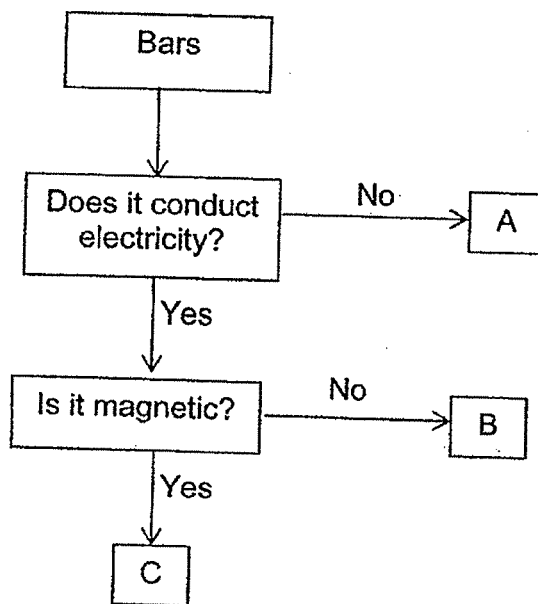 Bars
Does it conduct
electricity?
No
A
Yes
Is it magnetic?
No
B
Yes
C